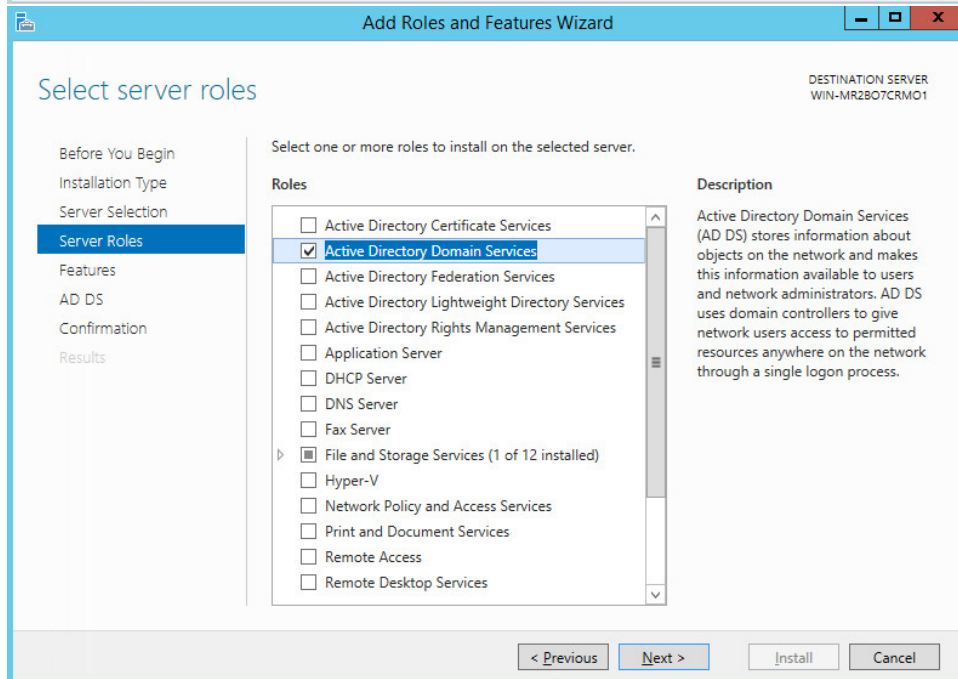 Add Roles and Features Wizard
Select server roles
DESTINATION SERVER
WIN-MR2BO7CRMO1
Before You Begin
Installation Type
Server Selection
Server Roles
Features
AD DS
Confirmation
Results
Select one or more roles to install on the selected server.
Roles
Active Directory Certificate Services
Active Directory Domain Services
Active Directory Federation Services
Active Directory Lightweight Directory Services
Active Directory Rights Management Services
Application Server
DHCP Server
DNS Server
Fax Server
File and Storage Services (1 of 12 installed)
Hyper-V
Network Policy and Access Services
Print and Document Services
Remote Access
Remote Desktop Services
Description
Active Directory Domain Services
(AD DS) stores information about
objects on the network and makes
this information available to users
and network administrators. AD DS
uses domain controllers to give
network users access to permitted
resources anywhere on the network
through a single logon process.
< Previous
Next >
Install
Cancel